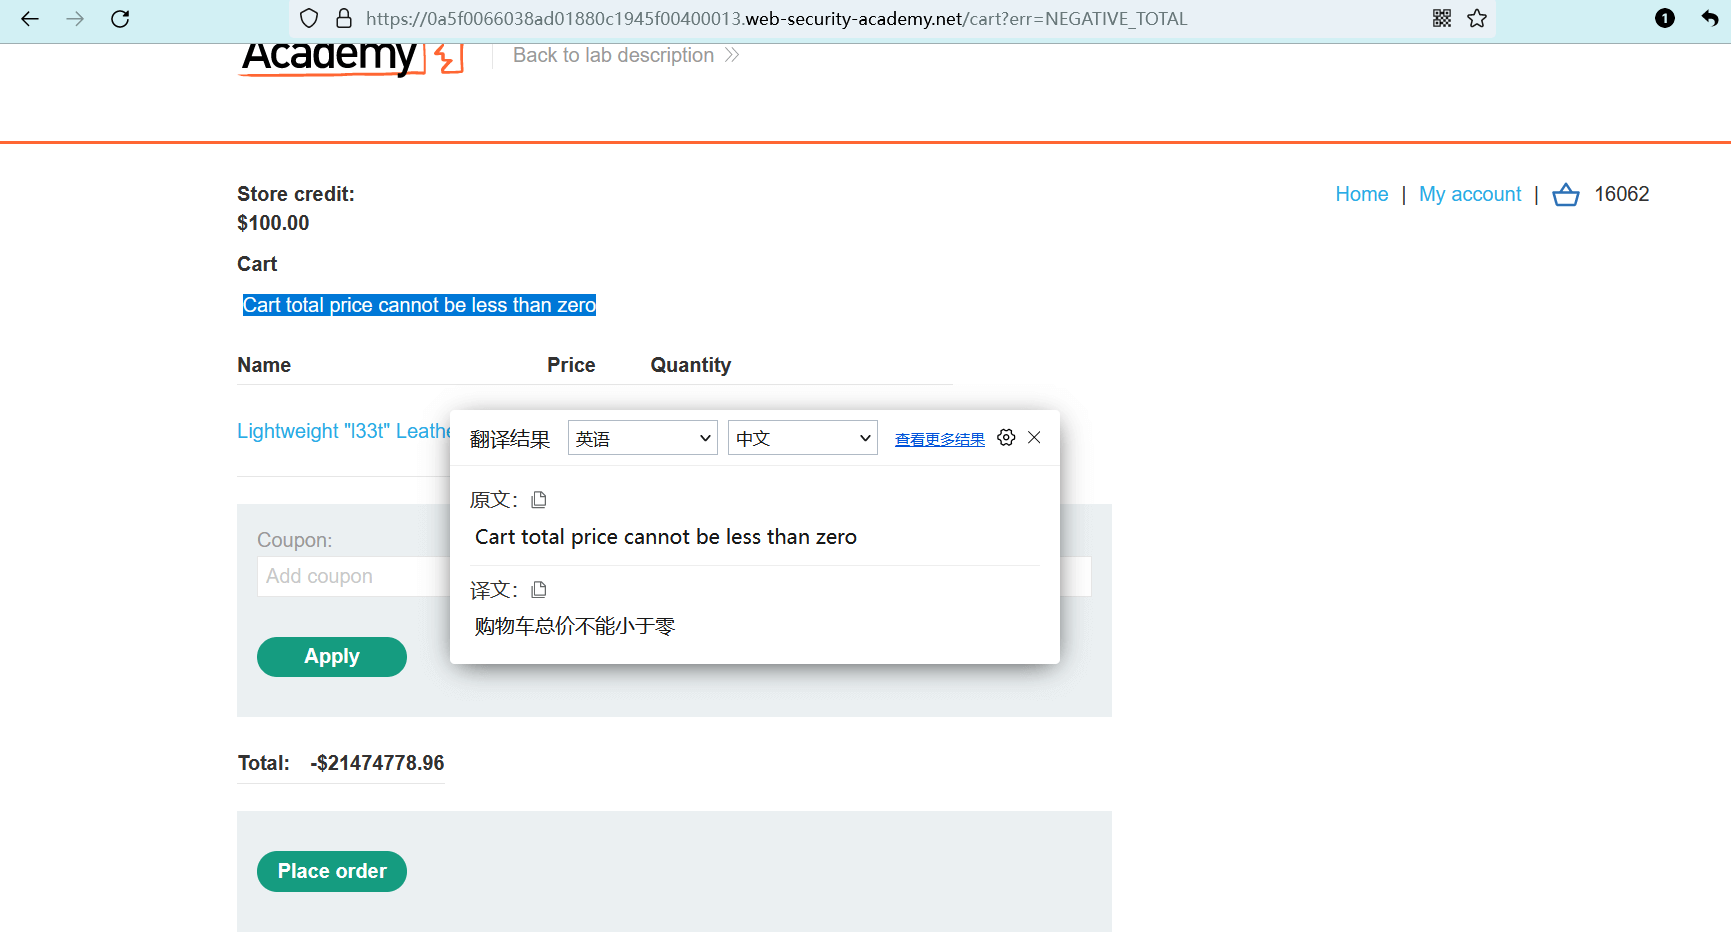 https://0a5f0066038ad01880c1945f00400013.web-security-academy.net/cart?err=NEGATIVE_TOTAL
1
Academy
Back to lab description
Store credit:
$100.00
Home | My account | 16062
Cart
Cart total price cannot be less than zero
Name Price Quantity
Lightweight "l33t" Leathe
翻译结果 英语 中文 查看更多结果
原文：
Cart total price cannot be less than zero
译文：
购物车总价不能小于零
Coupon:
Add coupon
Apply
Total: -$21474778.96
Place order